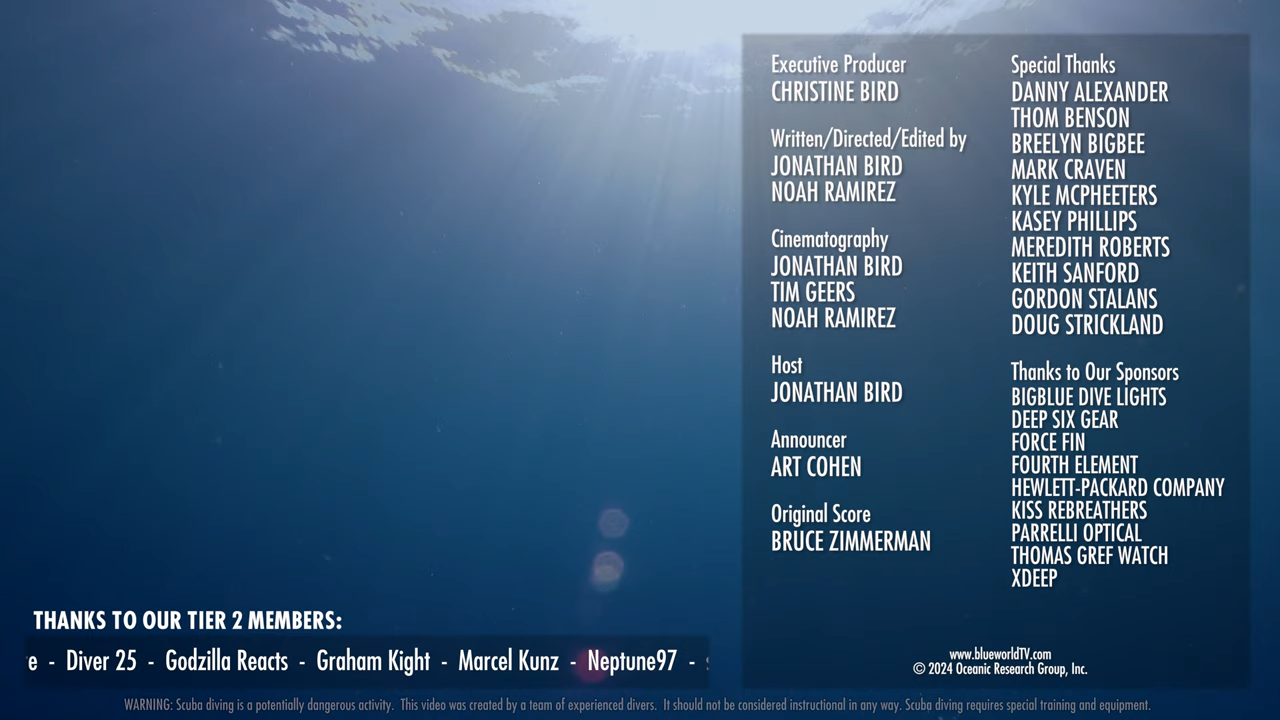 Executive Producer
CHRISTINE BIRD
Written/Directed/Edited by
JONATHAN BIRD
NOAH RAMIREZ
Cinematography
JONATHAN BIRD
TIM GEERS
NOAH RAMIREZ
Host
JONATHAN BIRD
Announcer
ART COHEN
Original Score
BRUCE ZIMMERMAN
Special Thanks
DANNY ALEXANDER
THOM BENSON
BREELYN BIGBEE
MARK CRAVEN
KYLE MCPHEETERS
KASEY PHILLIPS
MEREDITH ROBERTS
KEITH SANFORD
GORDON STALANS
DOUG STRICKLAND
Thanks to Our Sponsors
BIGBLUE DIVE LIGHTS
DEEP SIX GEAR
FORCE FIN
FOURTH ELEMENT
HEWLETT-PACKARD COMPANY
KISS REBREATHERS
PARRELLI OPTICAL
THOMAS GREF WATCH
XDEEP
www.blueworldTV.com
© 2024 Oceanic Research Group, Inc.
THANKS TO OUR TIER 2 MEMBERS:
e - Diver 25 - Godzilla Reacts - Graham Kight - Marcel Kunz - Neptune97 -
WARNING: Scuba diving is a potentially dangerous activity. This video was created by a team of experienced divers. It should not be considered instructional in any way. Scuba diving requires special training and equipment.